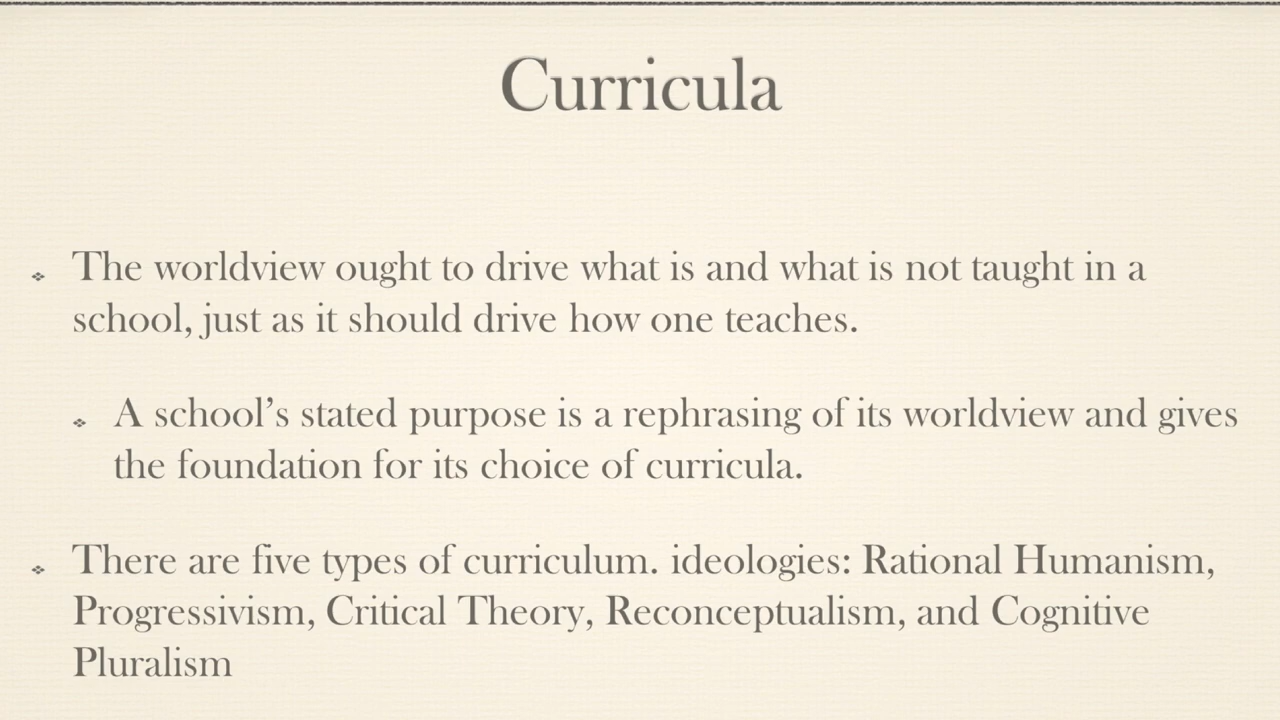 Curricula
The worldview ought to drive what is and what is not taught in a
school, just as it should drive how one teaches.
A school’s stated purpose is a rephrasing of its worldview and gives
the foundation for its choice of curricula.
There are five types of curriculum. ideologies: Rational Humanism,
Progressivism, Critical Theory, Reconceptualism, and Cognitive
Pluralism